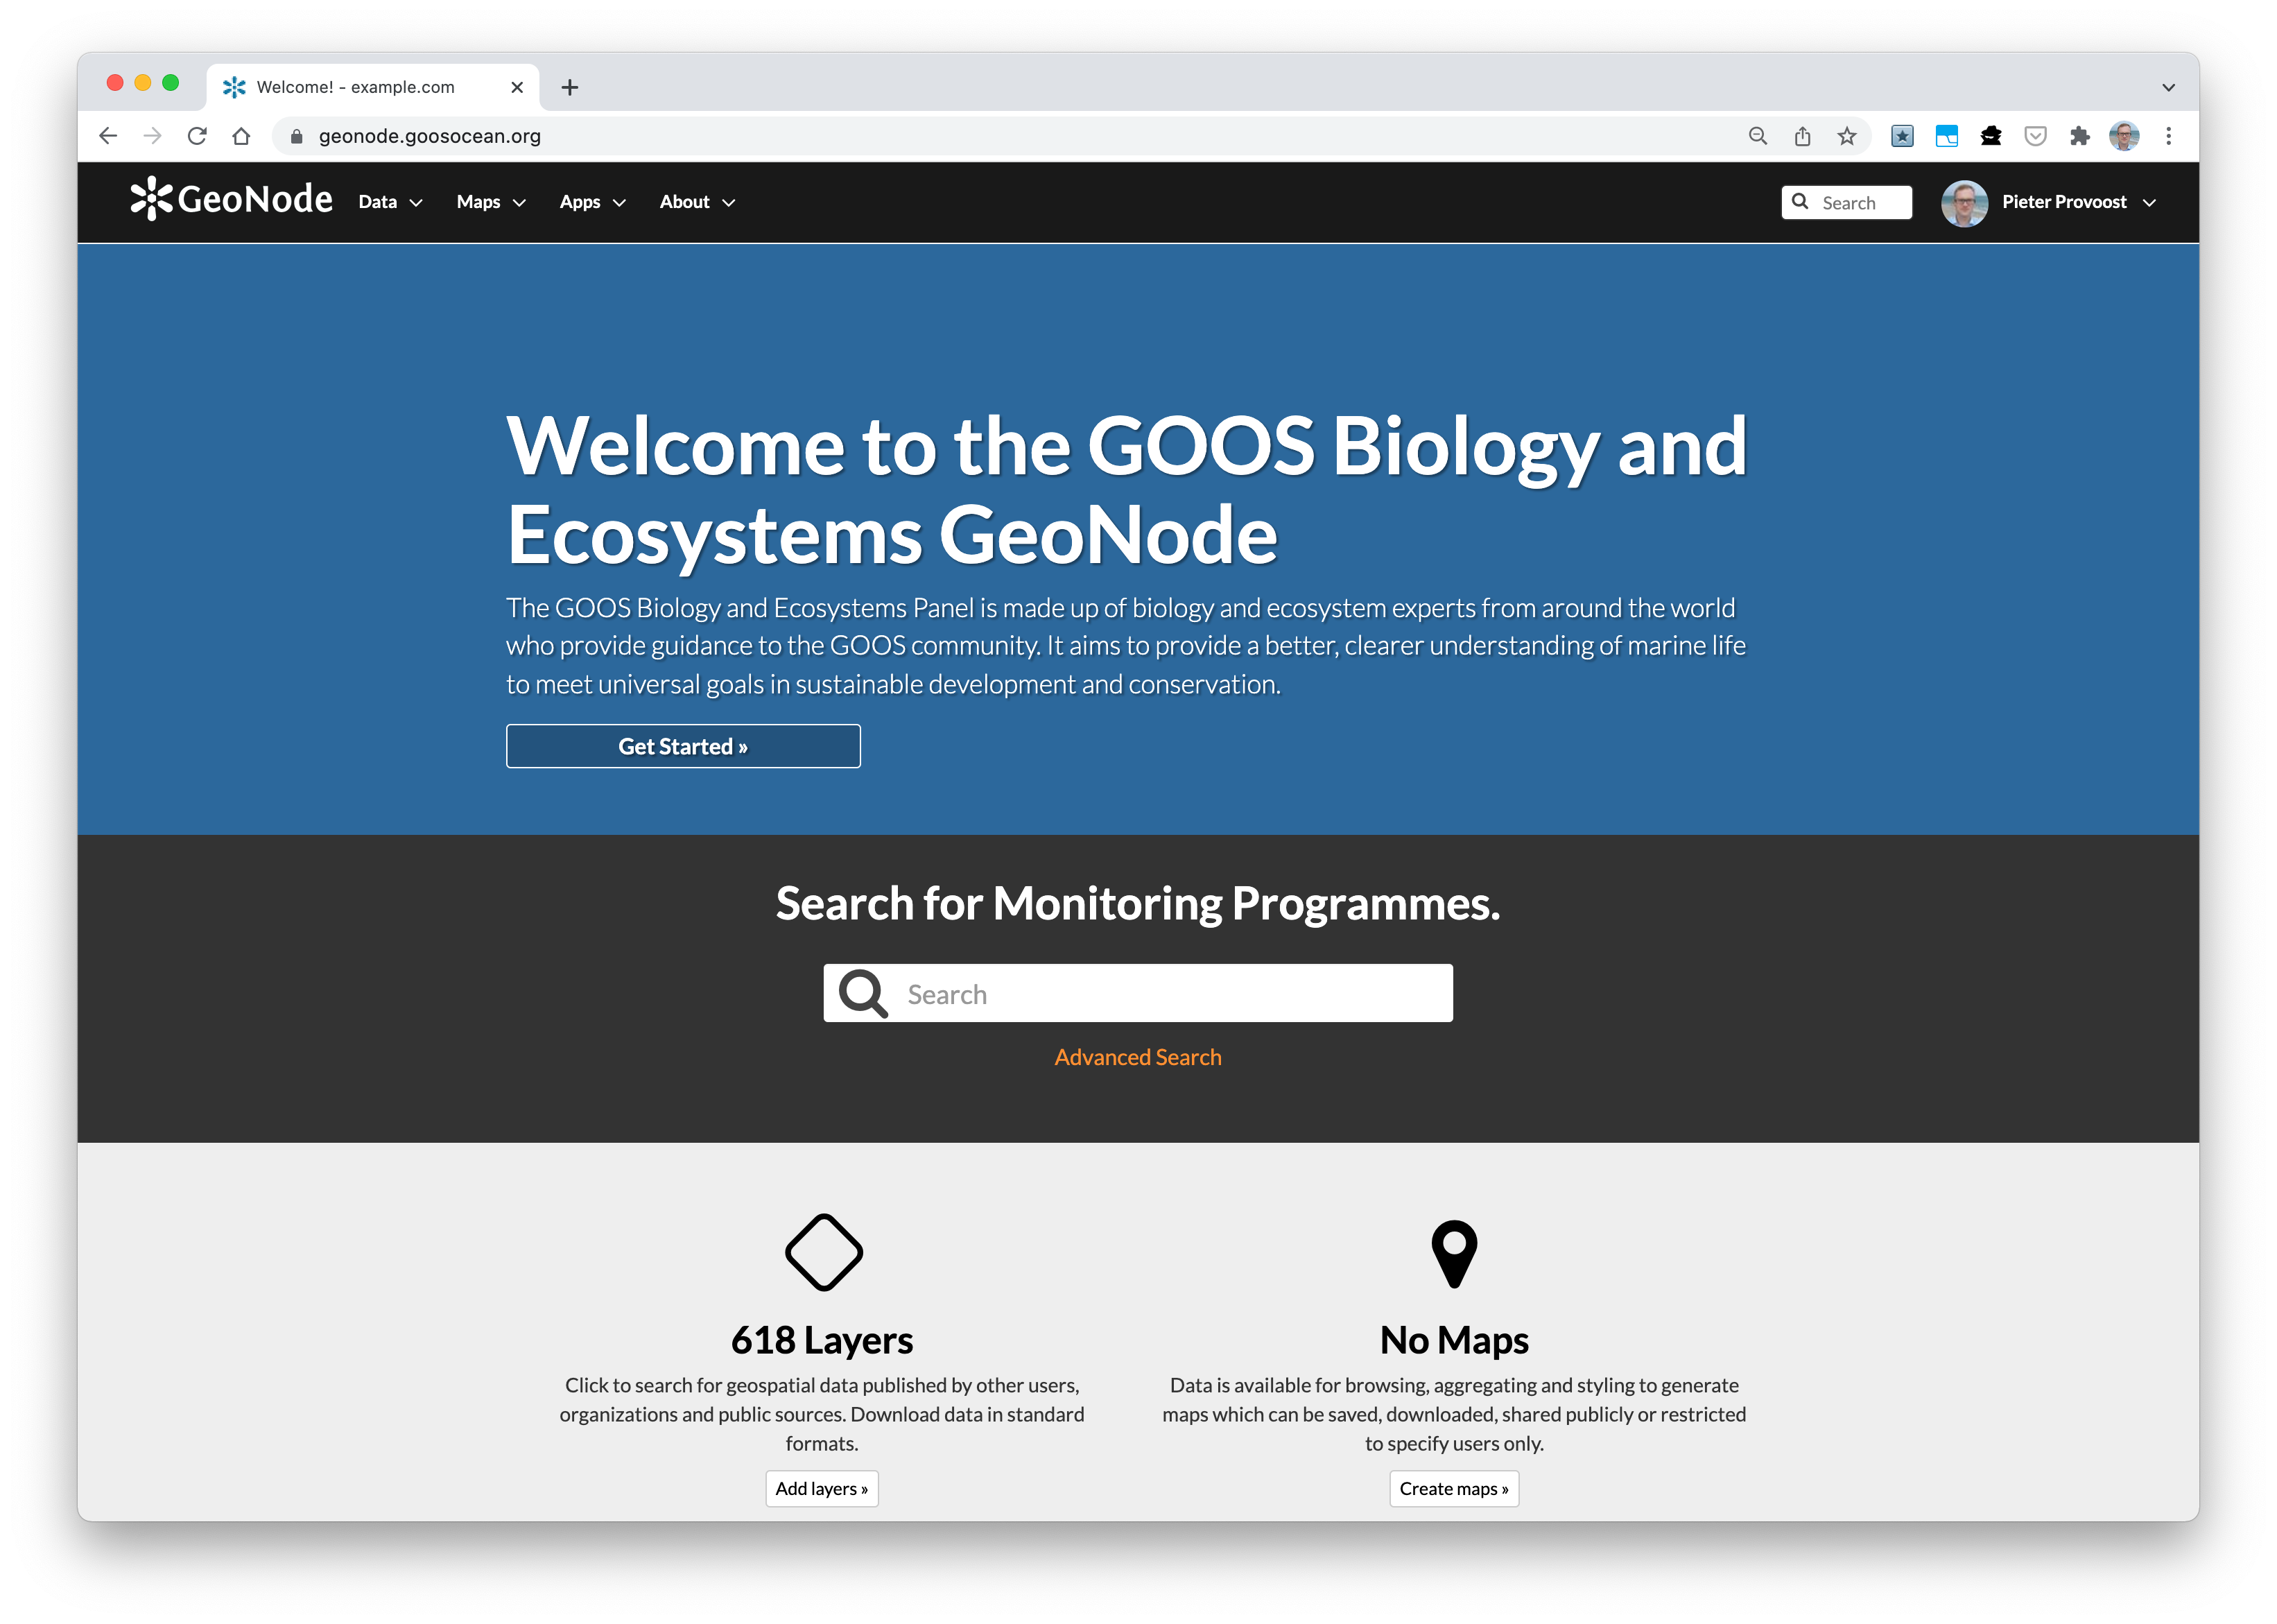 Welcome! - example.com
geonode.goosocean.org
GeoNode Data Maps Apps About Search Pieter Provoost
Welcome to the GOOS Biology and
Ecosystems GeoNode
The GOOS Biology and Ecosystems Panel is made up of biology and ecosystem experts from around the world
who provide guidance to the GOOS community. It aims to provide a better, clearer understanding of marine life
to meet universal goals in sustainable development and conservation.
Get Started »
Search for Monitoring Programmes.
Search
Advanced Search
618 Layers
Click to search for geospatial data published by other users,
organizations and public sources. Download data in standard
formats.
Add layers »
No Maps
Data is available for browsing, aggregating and styling to generate
maps which can be saved, downloaded, shared publicly or restricted
to specify users only.
Create maps »